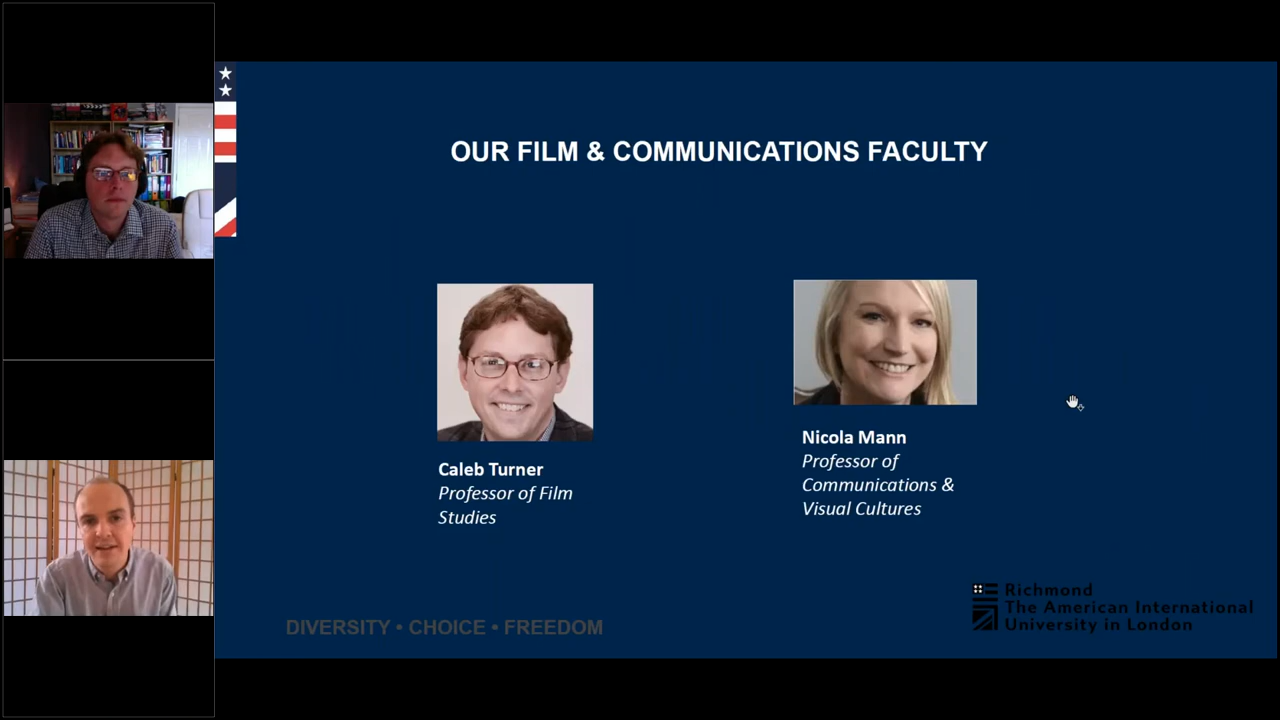 OUR FILM & COMMUNICATIONS FACULTY
Caleb Turner
Professor of Film
Studies
Nicola Mann
Professor of
Communications &
Visual Cultures
DIVERSITY • CHOICE • FREEDOM
Richmond
The American International
University in London